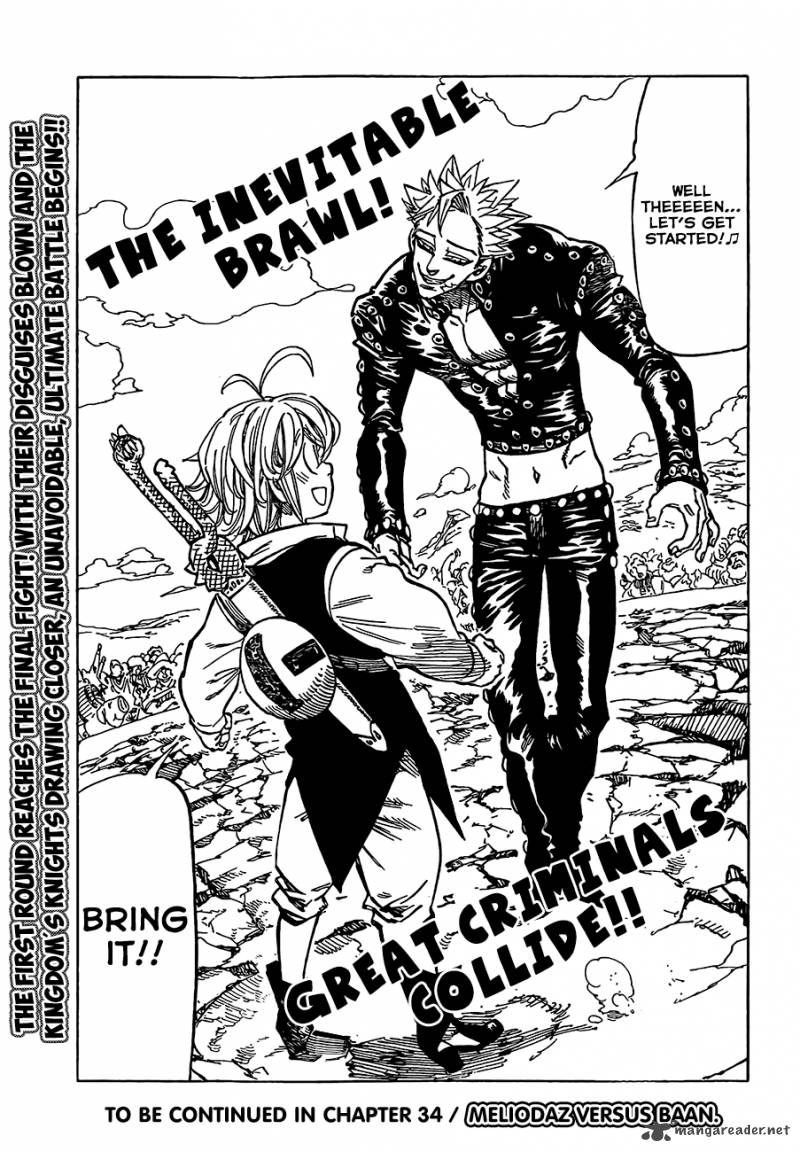 THE FIRST ROUND REACHES THE FINAL FIGHT! WITH THEIR DISGUISES BLOWN AND THE
KINGDOM'S KNIGHTS DRAWING CLOSER, AN UNAVOIDABLE, ULTIMATE BATTLE BEGINS!!
THE INEVITABLE
BRAWL!
WELL
THEEEEEN...
LET'S GET
STARTED!♫
BRING
IT!!
GREAT CRIMINALS
COLLIDE!!
TO BE CONTINUED IN CHAPTER 34 / MELIODAZ VERSUS BAAN.
mangareader.net